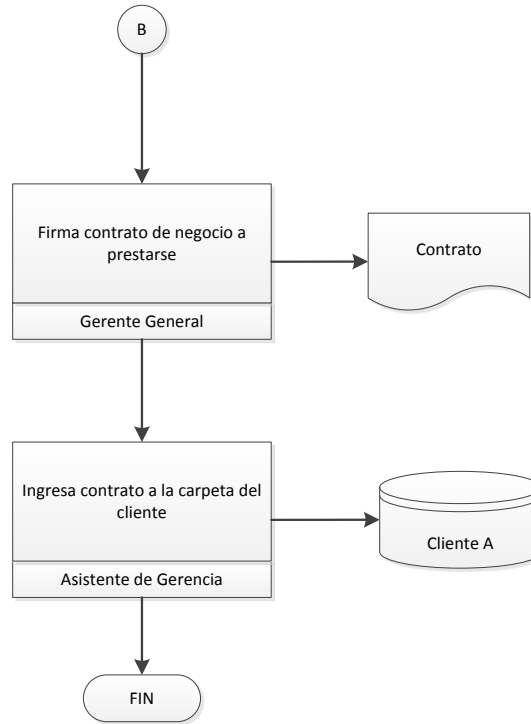 B
Firma contrato de negocio a
prestarse
Contrato
Gerente General
Ingresa contrato a la carpeta del
cliente
Cliente A
Asistente de Gerencia
FIN